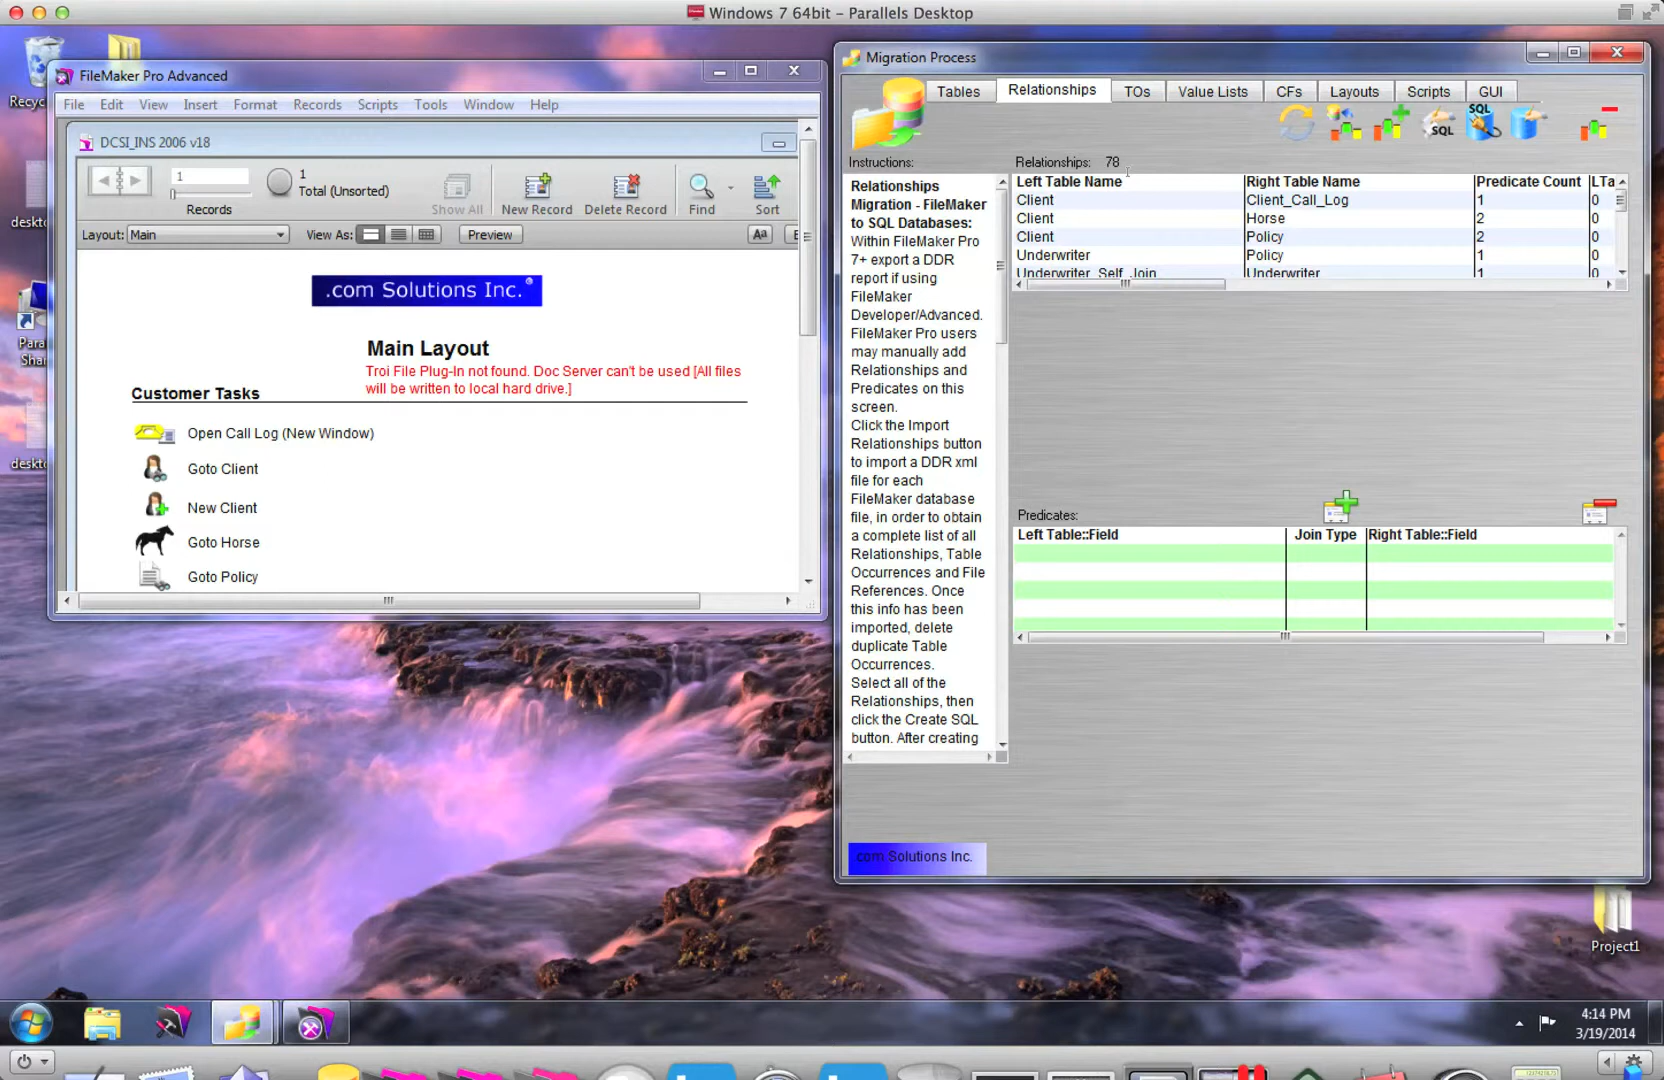 Windows 7 64bit – Parallels Desktop
FileMaker Pro Advanced
File Edit View Insert Format Records Scripts Tools Window Help
DCSI_INS 2006 v18
1
1
Total (Unsorted)
Records
Show All
New Record
Delete Record
Find
Sort
Layout: Main
View As:
Preview
Aa
.com Solutions Inc.®
Main Layout
Troi File Plug-In not found. Doc Server can't be used [All files
will be written to local hard drive.]
Customer Tasks
Open Call Log (New Window)
Goto Client
New Client
Goto Horse
Goto Policy
Migration Process
Tables Relationships TOs Value Lists CFs Layouts Scripts GUI
SQL
SQL
Instructions:
Relationships: 78
Relationships
Migration - FileMaker
to SQL Databases:
Within FileMaker Pro
7+ export a DDR
report if using
FileMaker
Developer/Advanced.
FileMaker Pro users
may manually add
Relationships and
Predicates on this
screen.
Click the Import
Relationships button
to import a DDR xml
file for each
FileMaker database
file, in order to obtain
a complete list of all
Relationships, Table
Occurrences and File
References. Once
this info has been
imported, delete
duplicate Table
Occurrences.
Select all of the
Relationships, then
click the Create SQL
button. After creating
Left Table Name Right Table Name Predicate Count LTa
Client Client_Call_Log 1 0
Client Horse 2 0
Client Policy 2 0
Underwriter Policy 1 0
Underwriter_Self_Join Underwriter 1 0
Predicates:
Left Table::Field Join Type Right Table::Field
com Solutions Inc.
Project1
4:14 PM
3/19/2014